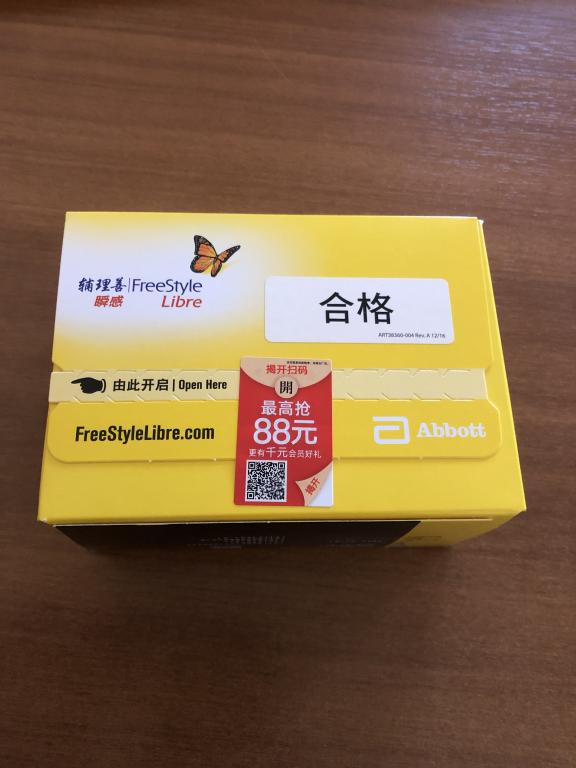 辅理善|FreeStyle
瞬感 Libre
合格
ART38360-004 Rev. A 12/16
由此开启 | Open Here
揭开扫码
開
最高抢
88元
更有千元会员好礼
揭开
FreeStyleLibre.com
Abbott